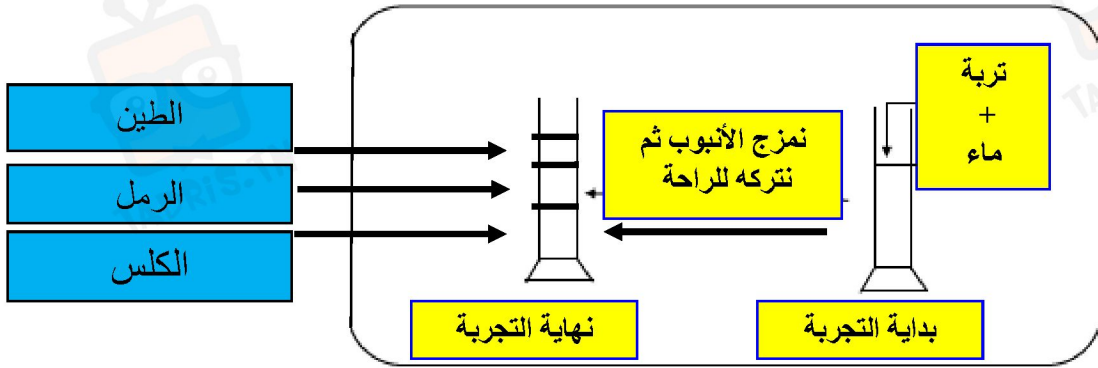 تربة
+
ماء
نمزج الأنبوب ثم
نتركه للراحة
الطين
الرمل
الكلس
بداية التجربة
نهاية التجربة